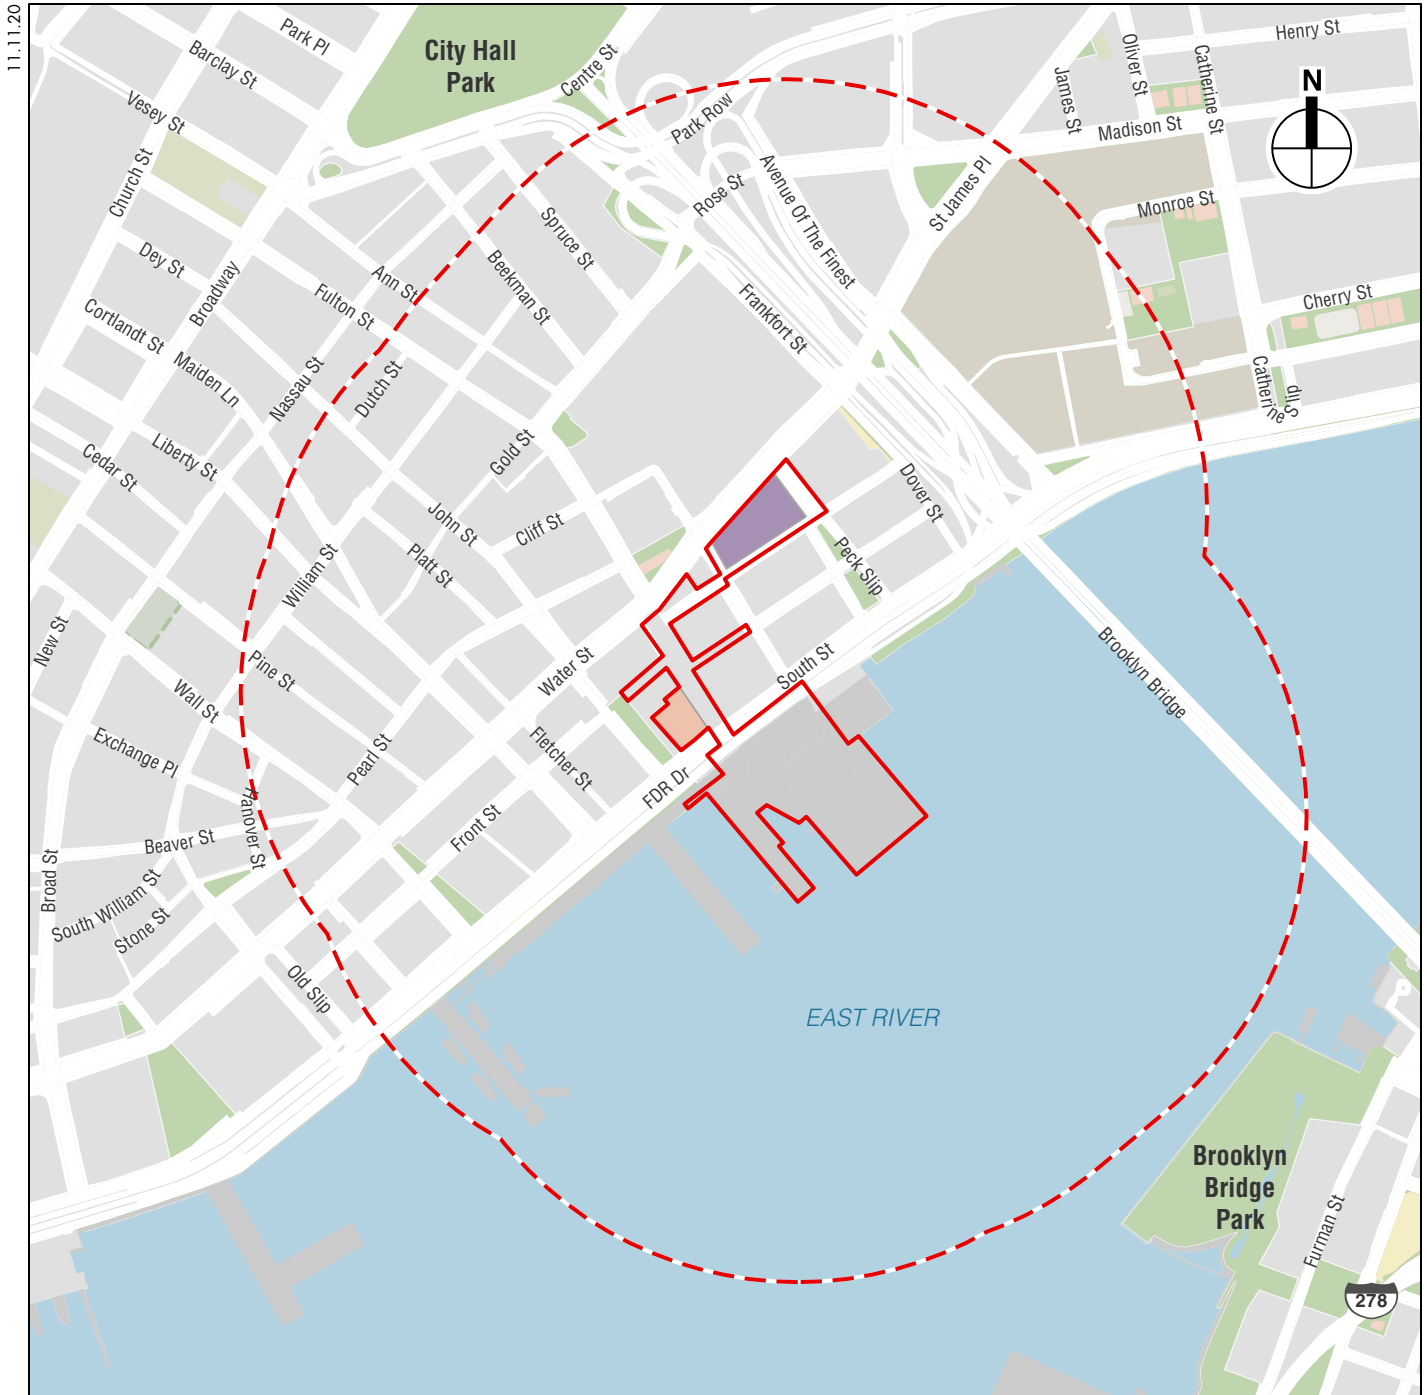 11.11.20
Park Pl
Barclay St
City Hall
Park
Centre St
Vesey St
Park Row
Oliver St
James St
Catherine St
Henry St
N
Madison St
Church St
Rose St
Avenue Of The Finest
St James Pl
Monroe St
Spruce St
Dey St
Broadway
Ann St
Beekman St
Fulton St
Cortlandt St
Frankfort St
Cherry St
Maiden Ln
Nassau St
Dutch St
Catherine
Slip
Liberty St
Cedar St
Gold St
John St
Cliff St
Dover St
Platt St
Peck Slip
William St
New St
Pine St
Water St
South St
Brooklyn Bridge
Wall St
Exchange Pl
Pearl St
Fletcher St
FDR Dr
Hanover St
Front St
Beaver St
Broad St
South William St
Stone St
Old Slip
EAST RIVER
Brooklyn
Bridge
Park
Furman St
278